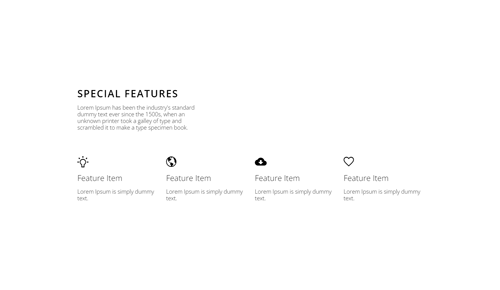 SPECIAL FEATURES
Lorem Ipsum has been the industry's standard
dummy text ever since the 1500s, when an
unknown printer took a galley of type and
scrambled it to make a type specimen book.
Feature Item
Lorem Ipsum is simply dummy
text.
Feature Item
Lorem Ipsum is simply dummy
text.
Feature Item
Lorem Ipsum is simply dummy
text.
Feature Item
Lorem Ipsum is simply dummy
text.